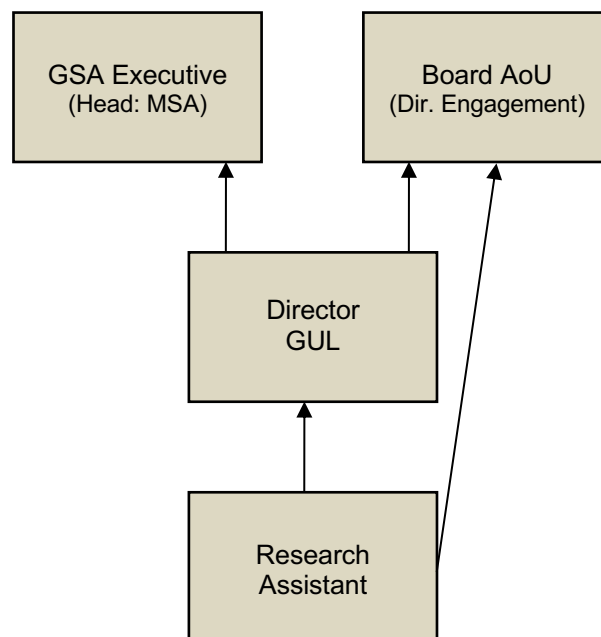 GSA Executive
(Head: MSA)
Board AoU
(Dir. Engagement)
Director
GUL
Research
Assistant